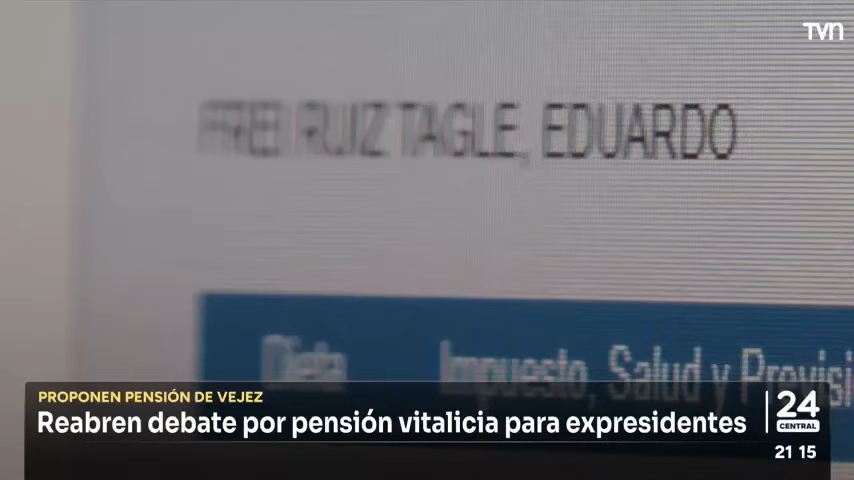 TVN
FREI RUIZ TAGLE, EDUARDO
Dieta
Impuesto, Salud y Previsi
PROPONEN PENSIÓN DE VEJEZ
Reabren debate por pensión vitalicia para expresidentes
24
CENTRAL
21 15